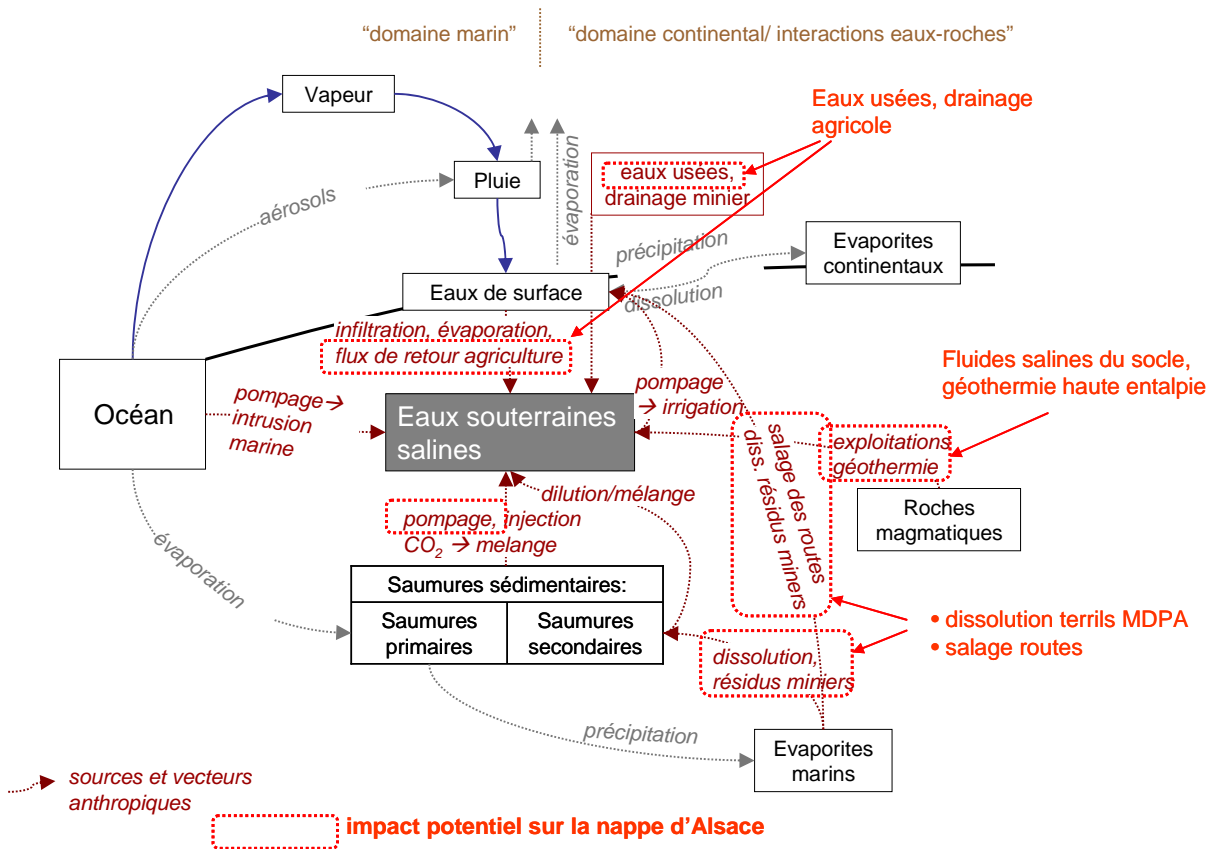 “domaine marin”
“domaine continental/ interactions eaux-roches”
Vapeur
Eaux usées, drainage
agricole
Pluie
évaporation
eaux usées,
drainage minier
aérosols
précipitation
dissolution
Evaporites
continentaux
Eaux de surface
infiltration, évaporation,
flux de retour agriculture
Fluides salines du socle,
géothermie haute entalpie
Océan
pompage→
intrusion
marine
Eaux souterraines
salines
pompage
→ irrigation
salage des routes
diss. résidus miners
exploitations
géothermie
Roches
magmatiques
dilution/mélange
pompage, injection
CO₂ → melange
évaporation
Saumures sédimentaires:
Saumures
primaires
Saumures
secondaires
• dissolution terrils MDPA
• salage routes
dissolution,
résidus miniers
précipitation
Evaporites
marins
sources et vecteurs
anthropiques
impact potentiel sur la nappe d’Alsace